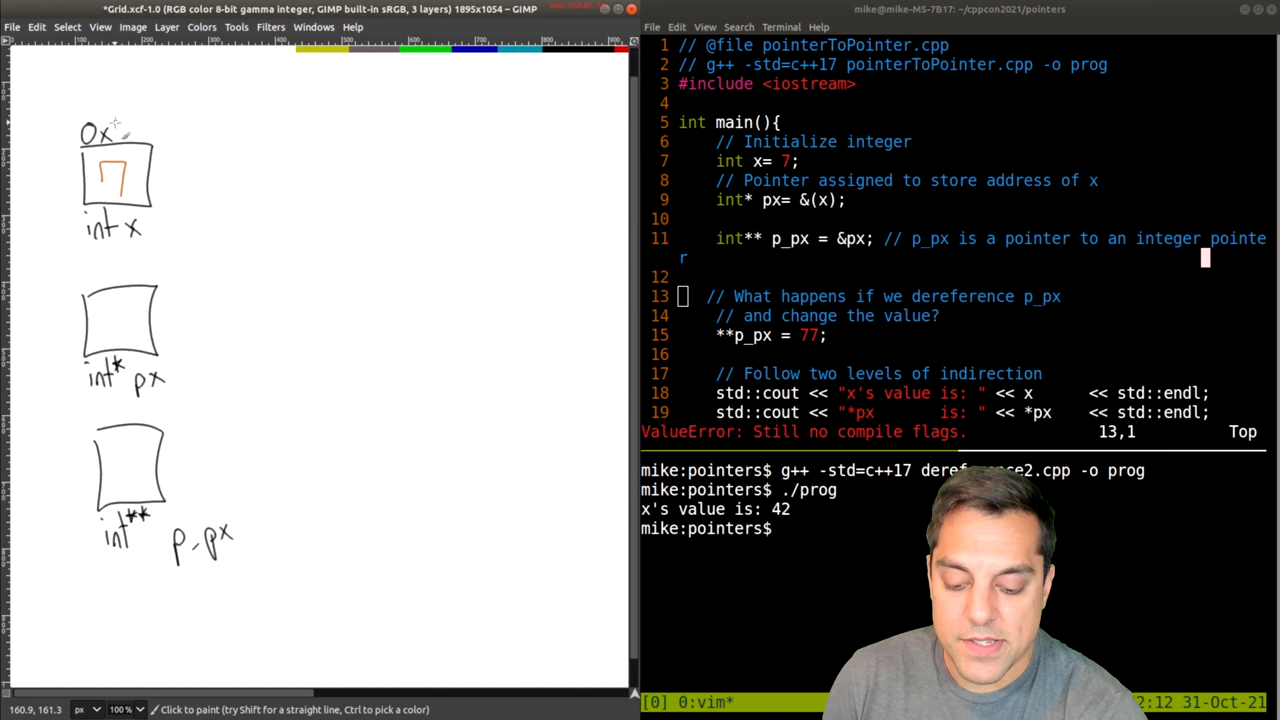 *Grid.xcf-1.0 (RGB color 8-bit gamma integer, GIMP built-in sRGB, 3 layers) 1895x1054 – GIMP
File Edit Select View Image Layer Colors Tools Filters Windows Help
0x
7
int x
int* px
int** p_px
160.9, 161.3 px 100% Click to paint (try Shift for a straight line, Ctrl to pick a color)
mike@mike-MS-7B17: ~/cppcon2021/pointers
File Edit View Search Terminal Help
1 // @file pointerToPointer.cpp
2 // g++ -std=c++17 pointerToPointer.cpp -o prog
3 #include <iostream>
4
5 int main(){
6 // Initialize integer
7 int x= 7;
8 // Pointer assigned to store address of x
9 int* px= &(x);
10
11 int** p_px = &px; // p_px is a pointer to an integer pointe
r
12
13 // What happens if we dereference p_px
14 // and change the value?
15 **p_px = 77;
16
17 // Follow two levels of indirection
18 std::cout << "x's value is: " << x << std::endl;
19 std::cout << "*px is: " << *px << std::endl;
ValueError: Still no compile flags. 13,1 Top
mike:pointers$ g++ -std=c++17 dereference2.cpp -o prog
mike:pointers$ ./prog
x's value is: 42
mike:pointers$
[0] 0:vim* 2:12 31-Oct-21